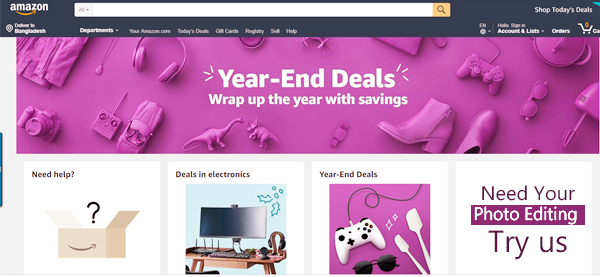 amazon
All
Shop Today's Deals
Deliver to
Bangladesh
Departments
Your Amazon.com
Today's Deals
Gift Cards
Registry
Sell
Help
EN
Hello. Sign in
Account & Lists
Orders
0
Ca
Year-End Deals
Wrap up the year with savings
Need help?
Deals in electronics
Year-End Deals
?
Need Your
Photo Editing
Try us